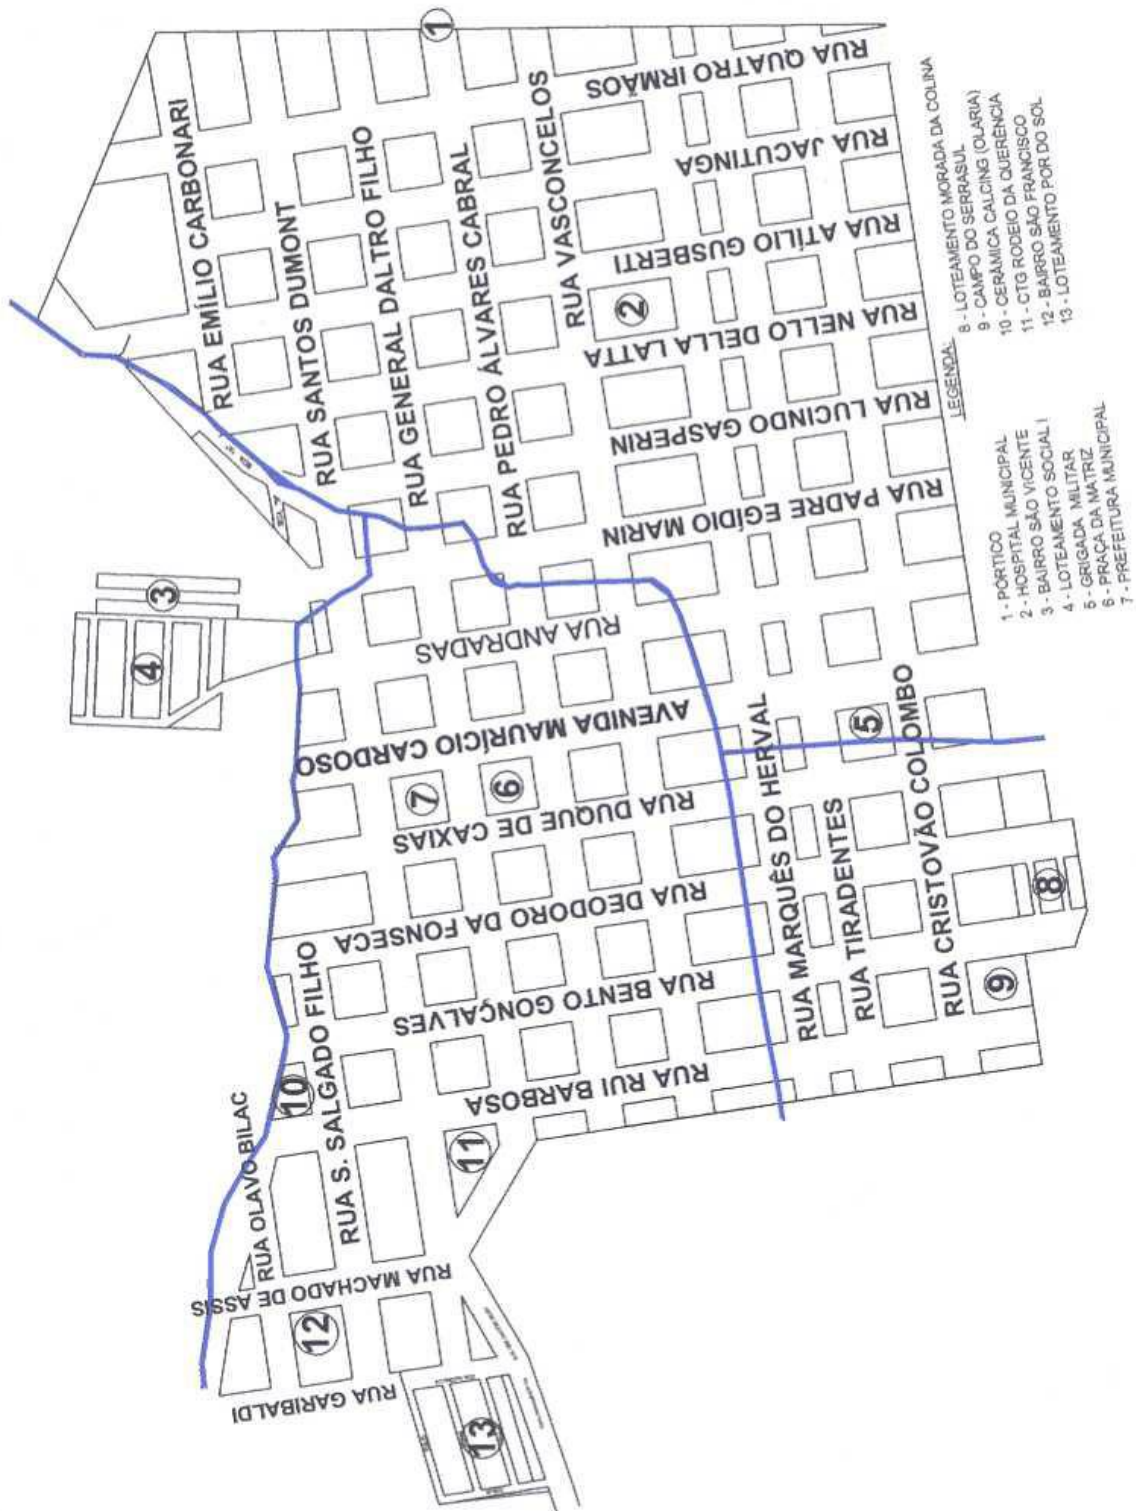 RUA EMÍLIO CARBONARI
RUA SANTOS DUMONT
RUA GENERAL DALTRO FILHO
RUA PEDRO ÁLVARES CABRAL
RUA VASCONCELOS
RUA QUATRO IRMÃOS
RUA JACUTINGA
RUA ATÍLIO GUSBERTI
RUA NELLO DELLA LATTA
RUA LUCINDO GASPERIN
RUA PADRE EGÍDIO MARIN
RUA ANDRADAS
AVENIDA MAURÍCIO CARDOSO
RUA DUQUE DE CAXIAS
RUA DEODORO DA FONSECA
RUA BENTO GONÇALVES
RUA RUI BARBOSA
RUA MACHADO DE ASSIS
RUA GARIBALDI
RUA OLAVO BILAC
RUA S. SALGADO FILHO
RUA MARQUÊS DO HERVAL
RUA TIRADENTES
RUA CRISTOVÃO COLOMBO
1
2
3
4
5
6
7
8
9
10
11
12
13
LEGENDA:
1 - PÓRTICO
2 - HOSPITAL MUNICIPAL
3 - BAIRRO SÃO VICENTE
4 - LOTEAMENTO SOCIAL I
5 - GRIGADA MILITAR
6 - PRAÇA DA MATRIZ
7 - PREFEITURA MUNICIPAL
8 - LOTEAMENTO MORADA DA COLINA
9 - CAMPO DO SERRASUL
10 - CERÂMICA CALCING (OLARIA)
11 - CTG RODEIO DA QUERÊNCIA
12 - BAIRRO SÃO FRANCISCO
13 - LOTEAMENTO POR DO SOL